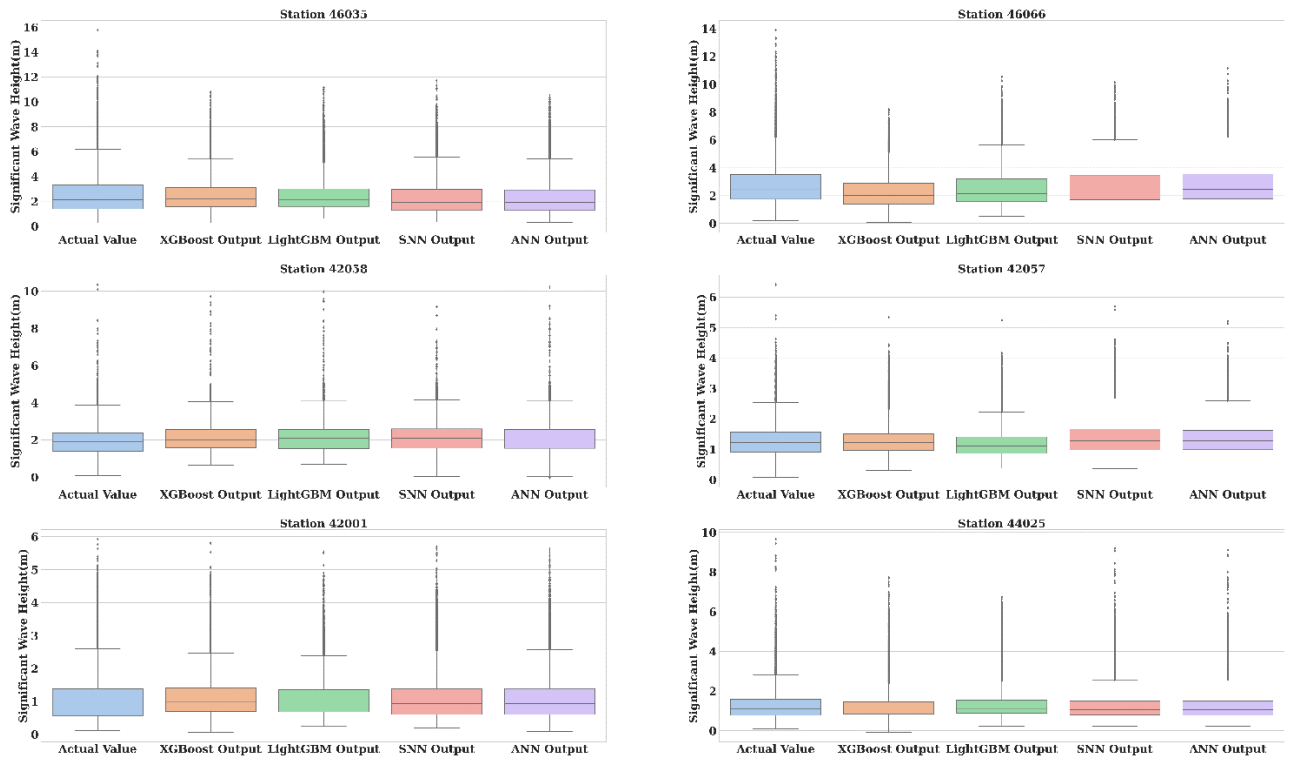 Station 46035
Significant Wave Height(m)
16
14
12
10
8
6
4
2
0
Actual Value XGBoost Output LightGBM Output SNN Output ANN Output
Station 46066
Significant Wave Height(m)
14
12
10
8
6
4
2
0
Actual Value XGBoost Output LightGBM Output SNN Output ANN Output
Station 42058
Significant Wave Height(m)
10
8
6
4
2
0
Actual Value XGBoost Output LightGBM Output SNN Output ANN Output
Station 42057
Significant Wave Height(m)
6
5
4
3
2
1
0
Actual Value XGBoost Output LightGBM Output SNN Output ANN Output
Station 42001
Significant Wave Height(m)
6
5
4
3
2
1
0
Actual Value XGBoost Output LightGBM Output SNN Output ANN Output
Station 44025
Significant Wave Height(m)
10
8
6
4
2
0
Actual Value XGBoost Output LightGBM Output SNN Output ANN Output